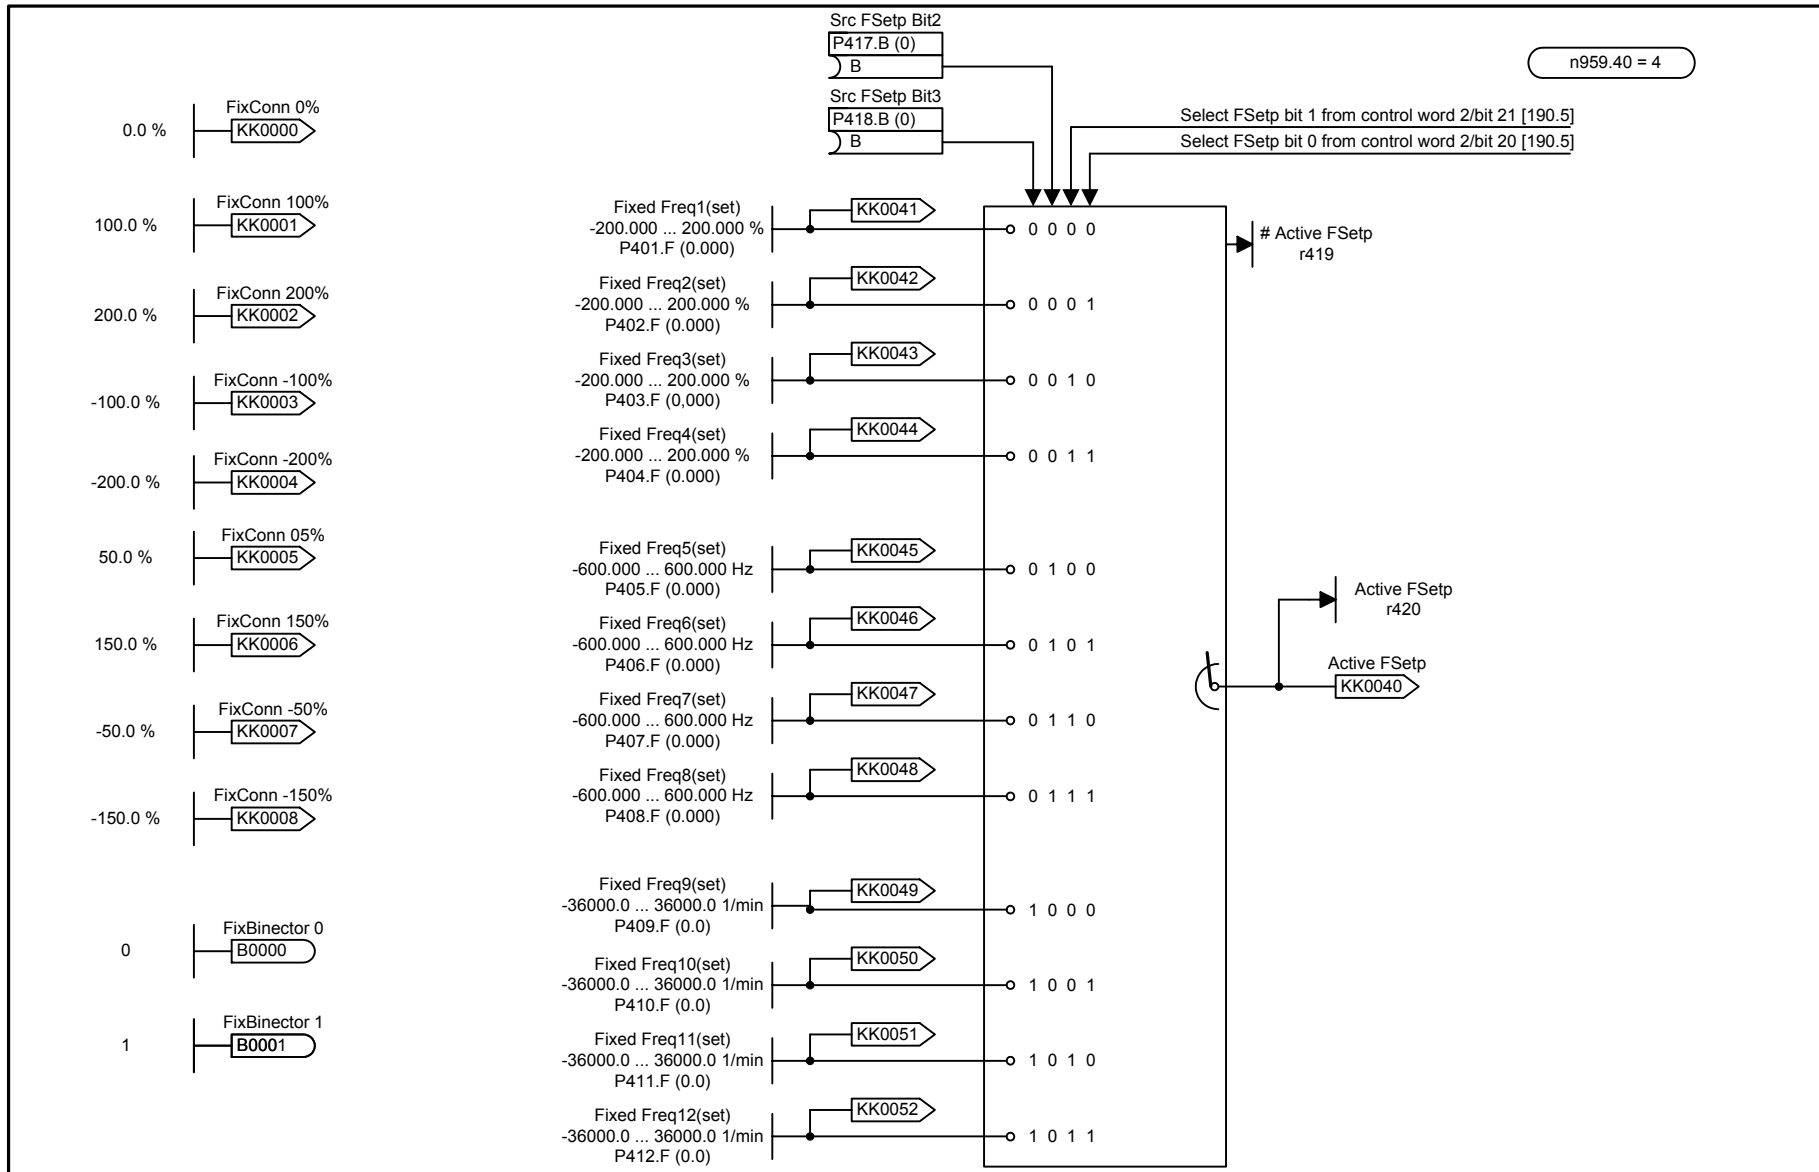 Src FSetp Bit2
P417.B (0)
B
n959.40 = 4
Src FSetp Bit3
P418.B (0)
B
Select FSetp bit 1 from control word 2/bit 21 [190.5]
Select FSetp bit 0 from control word 2/bit 20 [190.5]
FixConn 0%
0.0 %
KK0000
FixConn 100%
100.0 %
KK0001
FixConn 200%
200.0 %
KK0002
FixConn -100%
-100.0 %
KK0003
FixConn -200%
-200.0 %
KK0004
FixConn 05%
50.0 %
KK0005
FixConn 150%
150.0 %
KK0006
FixConn -50%
-50.0 %
KK0007
FixConn -150%
-150.0 %
KK0008
FixBinector 0
0
B0000
FixBinector 1
1
B0001
Fixed Freq1(set)
-200.000 ... 200.000 %
P401.F (0.000)
KK0041
0 0 0 0
Fixed Freq2(set)
-200.000 ... 200.000 %
P402.F (0.000)
KK0042
0 0 0 1
Fixed Freq3(set)
-200.000 ... 200.000 %
P403.F (0,000)
KK0043
0 0 1 0
Fixed Freq4(set)
-200.000 ... 200.000 %
P404.F (0.000)
KK0044
0 0 1 1
Fixed Freq5(set)
-600.000 ... 600.000 Hz
P405.F (0.000)
KK0045
0 1 0 0
Fixed Freq6(set)
-600.000 ... 600.000 Hz
P406.F (0.000)
KK0046
0 1 0 1
Fixed Freq7(set)
-600.000 ... 600.000 Hz
P407.F (0.000)
KK0047
0 1 1 0
Fixed Freq8(set)
-600.000 ... 600.000 Hz
P408.F (0.000)
KK0048
0 1 1 1
Fixed Freq9(set)
-36000.0 ... 36000.0 1/min
P409.F (0.0)
KK0049
1 0 0 0
Fixed Freq10(set)
-36000.0 ... 36000.0 1/min
P410.F (0.0)
KK0050
1 0 0 1
Fixed Freq11(set)
-36000.0 ... 36000.0 1/min
P411.F (0.0)
KK0051
1 0 1 0
Fixed Freq12(set)
-36000.0 ... 36000.0 1/min
P412.F (0.0)
KK0052
1 0 1 1
# Active FSetp
r419
Active FSetp
r420
Active FSetp
KK0040